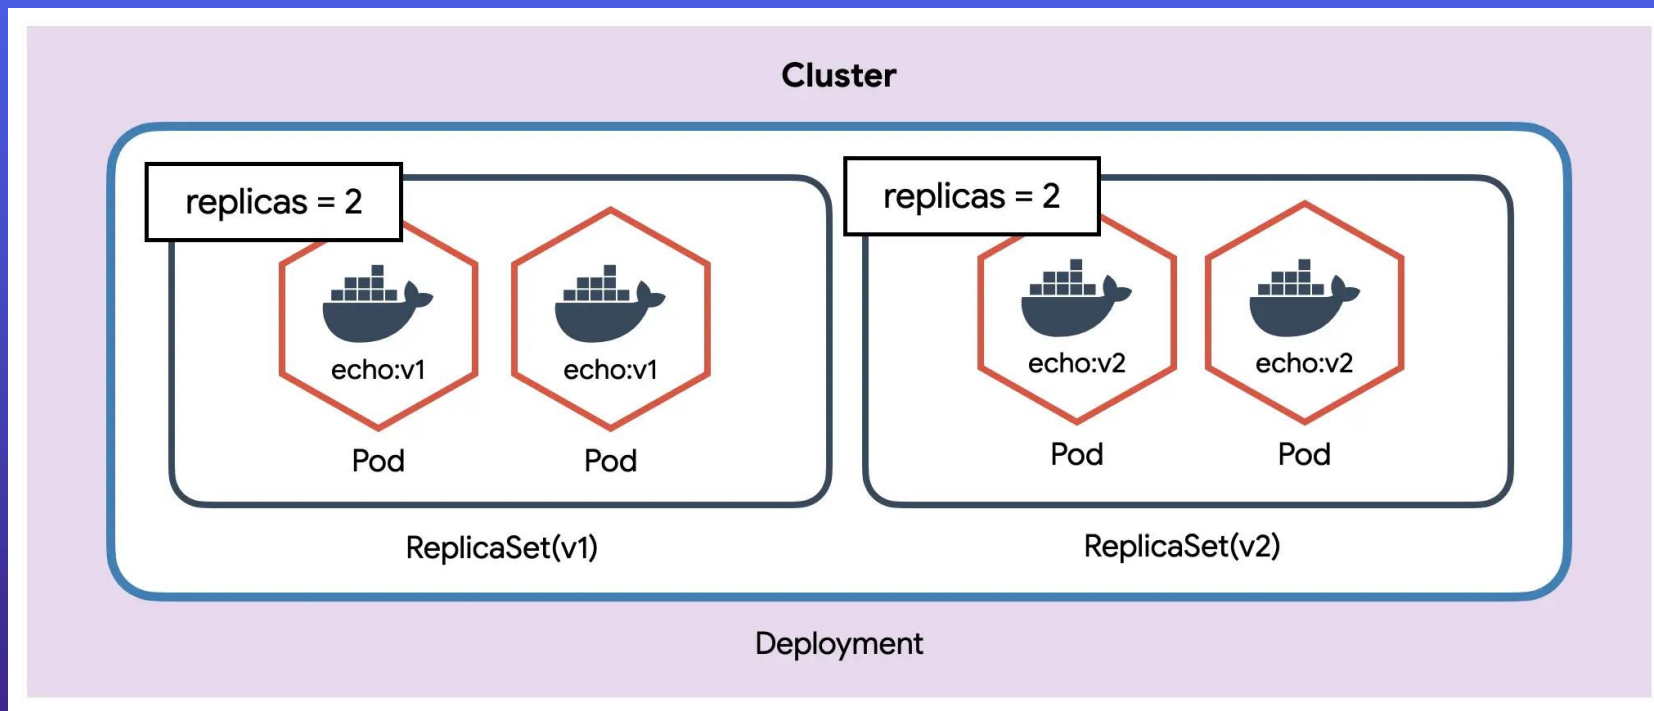 Cluster
replicas = 2
replicas = 2
echo:v1
echo:v1
echo:v2
echo:v2
Pod
Pod
Pod
Pod
ReplicaSet(v1)
ReplicaSet(v2)
Deployment